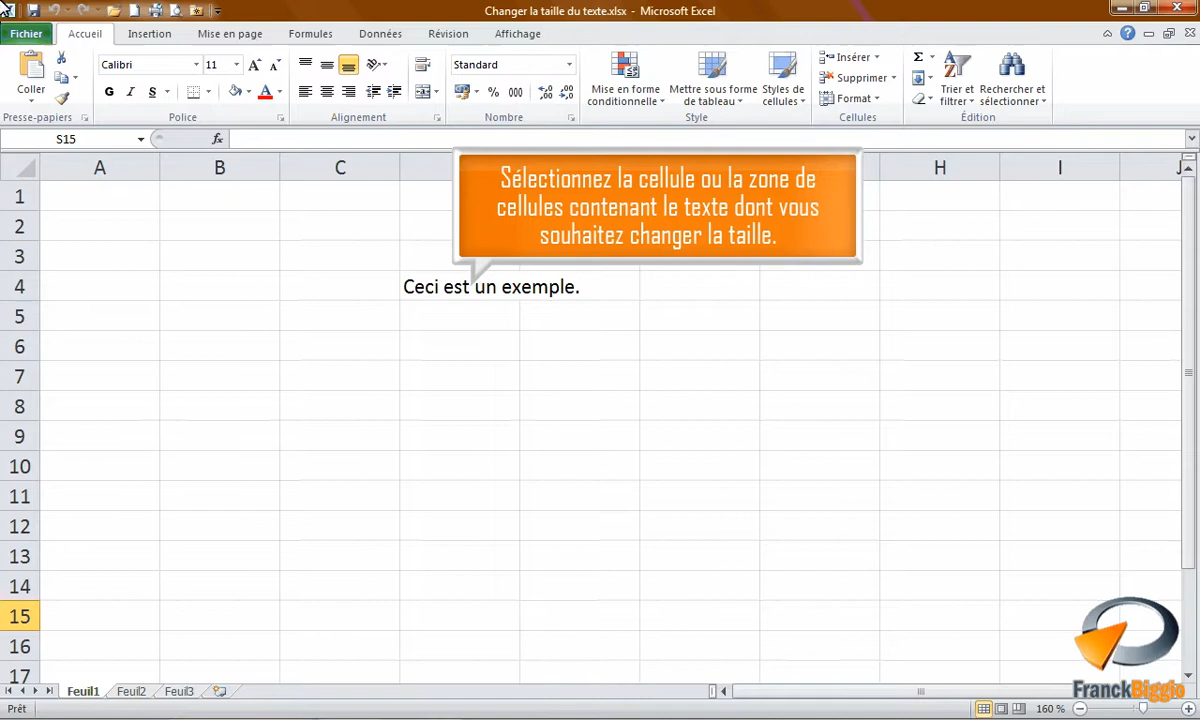 Changer la taille du texte.xlsx - Microsoft Excel
Fichier Accueil Insertion Mise en page Formules Données Révision Affichage
Coller
Calibri 11
G I S
Standard
% 000
Mise en forme conditionnelle
Mettre sous forme de tableau
Styles de cellules
Insérer
Supprimer
Format
Σ
Trier et filtrer
Rechercher et sélectionner
Presse-papiers Police Alignement Nombre Style Cellules Édition
S15 fx
A B C H I J
Sélectionnez la cellule ou la zone de
cellules contenant le texte dont vous
souhaitez changer la taille.
1
2
3
4 Ceci est un exemple.
5
6
7
8
9
10
11
12
13
14
15
16
17
FranckBiggio
Feuil1 Feuil2 Feuil3
Prêt 160 %